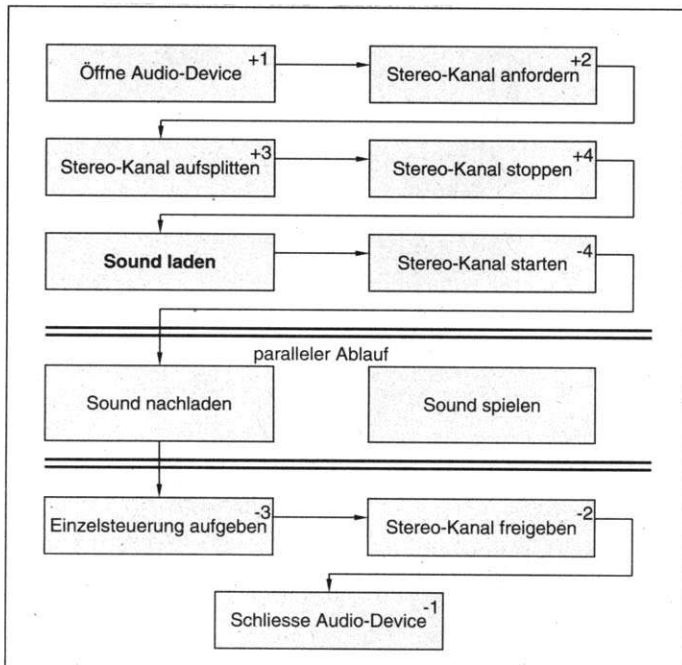 Öffne Audio-Device +1
Stereo-Kanal anfordern +2
Stereo-Kanal aufsplitten +3
Stereo-Kanal stoppen +4
Sound laden
Stereo-Kanal starten -4
paralleler Ablauf
Sound nachladen
Sound spielen
Einzelsteuerung aufgeben -3
Stereo-Kanal freigeben -2
Schliesse Audio-Device -1